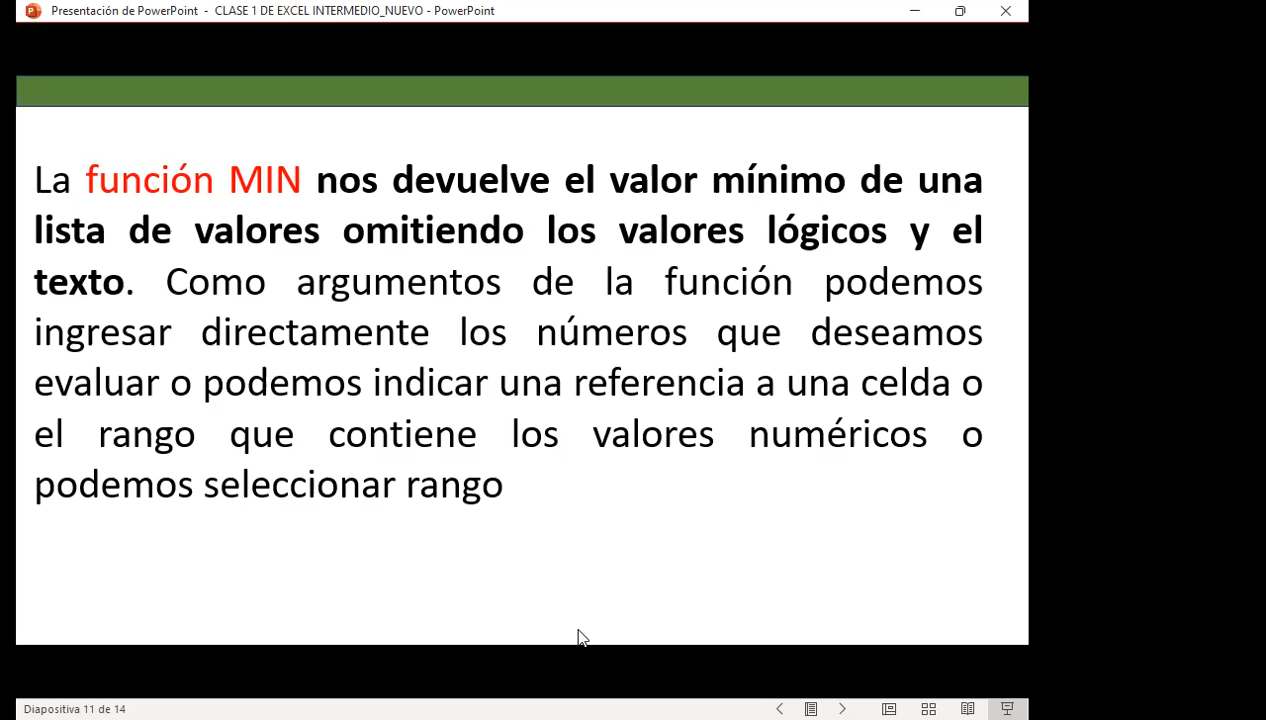 Presentación de PowerPoint - CLASE 1 DE EXCEL INTERMEDIO_NUEVO - PowerPoint
La función MIN nos devuelve el valor mínimo de una
lista de valores omitiendo los valores lógicos y el
texto. Como argumentos de la función podemos
ingresar directamente los números que deseamos
evaluar o podemos indicar una referencia a una celda o
el rango que contiene los valores numéricos o
podemos seleccionar rango
Diapositiva 11 de 14